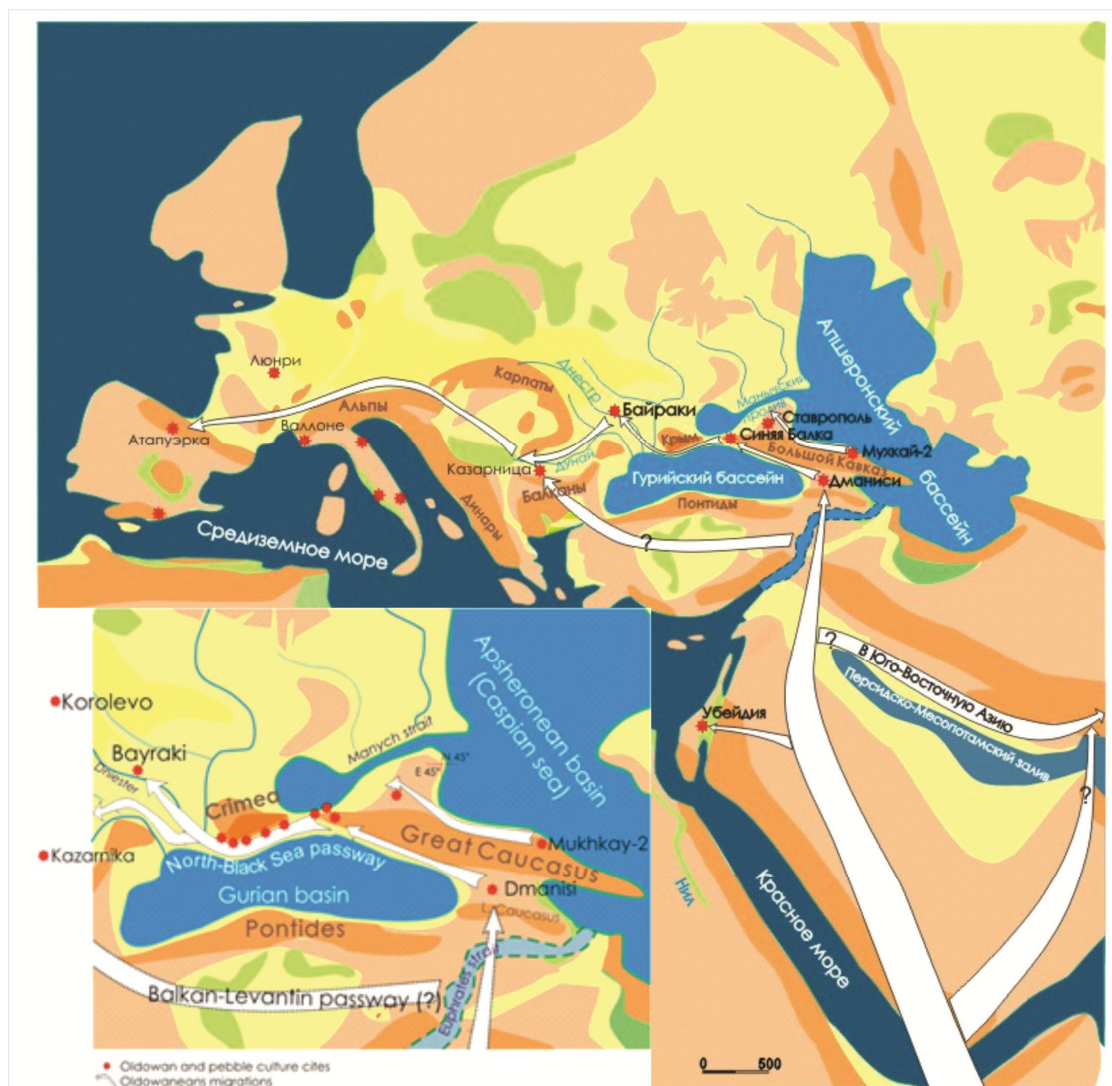 Люнри
Атапуэрка
Альпы
Валлоне
Карпаты
Днестр
Байраки
Казарница
Дунай
Балканы
Динары
Средиземное море
Крым
Синяя Балка
Манычский
пролив
Ставрополь
Большой Кавказ
Мухкай-2
Дманиси
Гурийский бассейн
Понтиды
Апшеронский
бассейн
?
?
В Юго-Восточную Азию
Персидско-Месопотамский залив
?
Убейдия
Нил
Красное море
0 500
Korolevo
Bayraki
Dniester
Kazarnika
Crimea
Manych strait
N 45°
E 45°
Apsheronean basin
(Caspian sea)
Great Caucasus
Mukhkay-2
North-Black Sea passway
Gurian basin
Dmanisi
L. Caucasus
Pontides
Euphrates strait
Balkan-Levantin passway (?)
Oldowan and pebble culture cites
Oldowaneans migrations